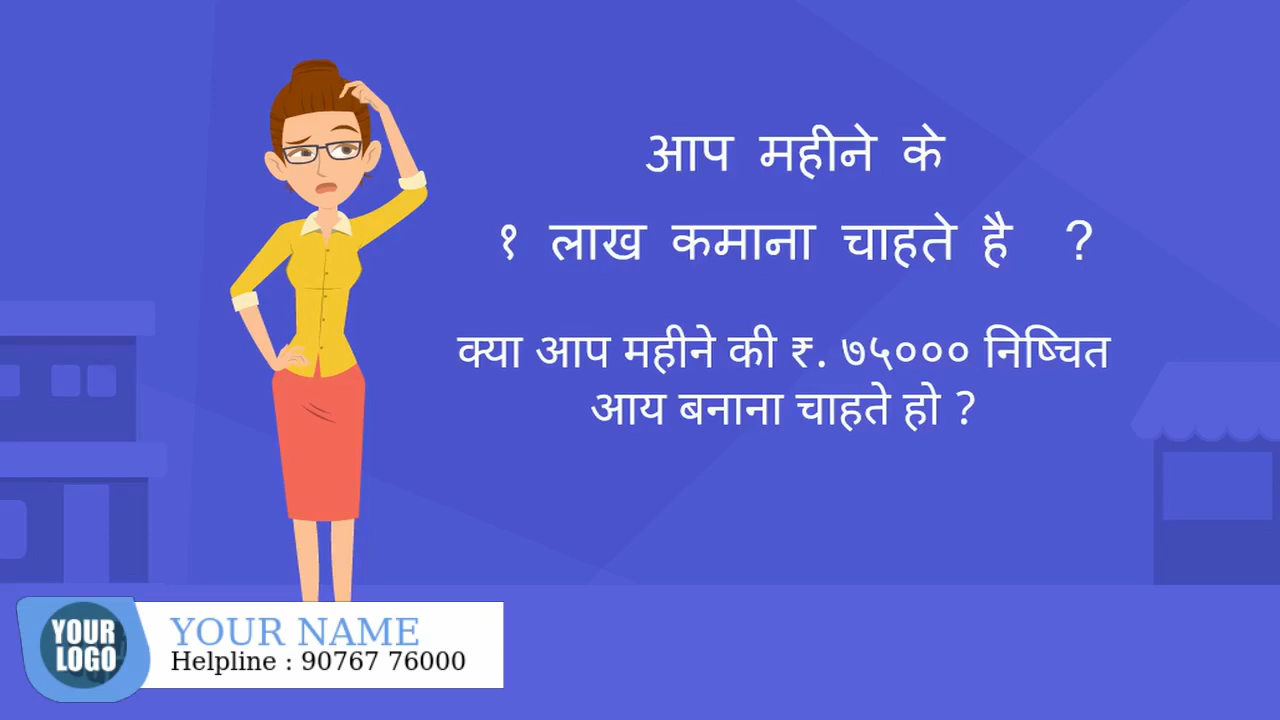 आप महीने के
१ लाख कमाना चाहते है ?
क्या आप महीने की ₹. ७५००० निष्चित
आय बनाना चाहते हो ?
YOUR
LOGO
YOUR NAME
Helpline : 90767 76000